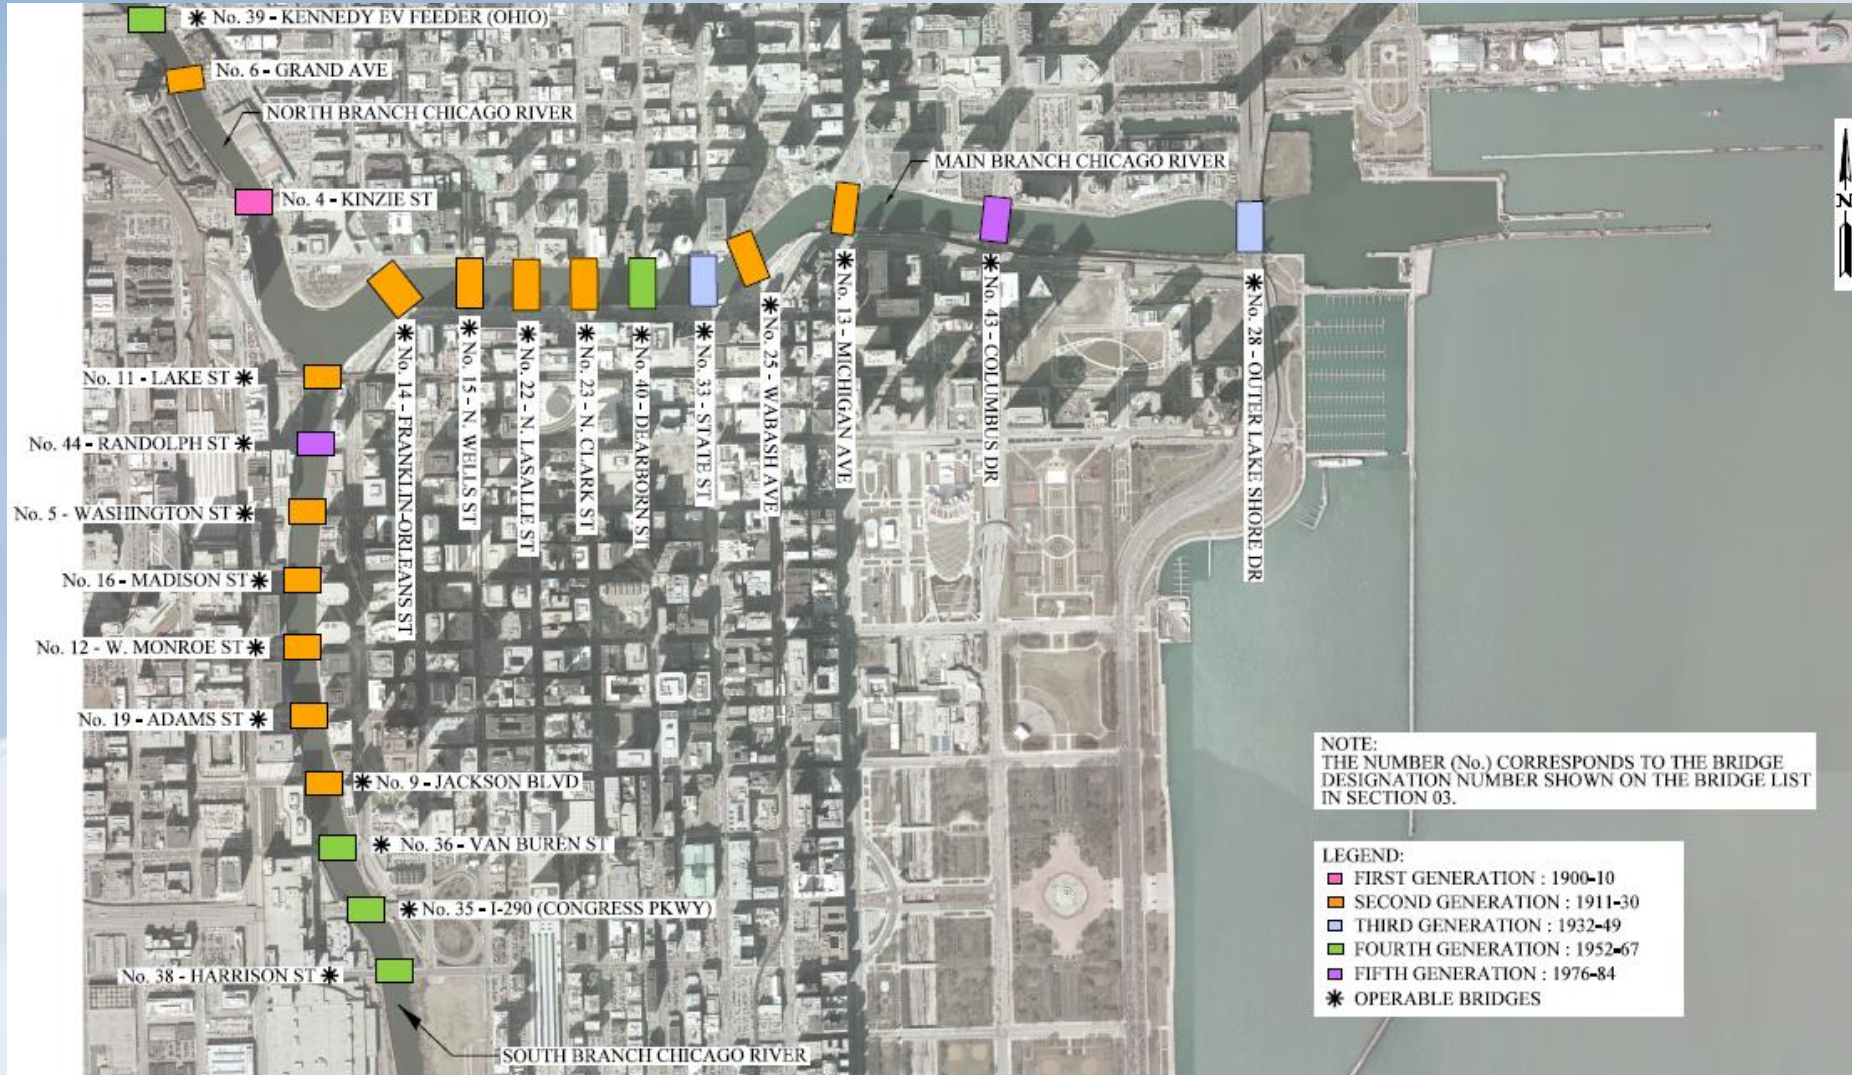 ✱ No. 39 - KENNEDY EV FEEDER (OHIO)
No. 6 - GRAND AVE
NORTH BRANCH CHICAGO RIVER
No. 4 - KINZIE ST
MAIN BRANCH CHICAGO RIVER
N
✱ No. 14 - FRANKLIN-ORLEANS ST
✱ No. 15 - N. WELLS ST
✱ No. 22 - N. LASALLE ST
✱ No. 23 - N. CLARK ST
✱ No. 40 - DEARBORN ST
✱ No. 33 - STATE ST
✱ No. 25 - WABASH AVE
✱ No. 13 - MICHIGAN AVE
✱ No. 43 - COLUMBUS DR
✱ No. 28 - OUTER LAKE SHORE DR
No. 11 - LAKE ST ✱
No. 44 - RANDOLPH ST ✱
No. 5 - WASHINGTON ST ✱
No. 16 - MADISON ST ✱
No. 12 - W. MONROE ST ✱
No. 19 - ADAMS ST ✱
✱ No. 9 - JACKSON BLVD
✱ No. 36 - VAN BUREN ST
✱ No. 35 - I-290 (CONGRESS PKWY)
No. 38 - HARRISON ST ✱
SOUTH BRANCH CHICAGO RIVER
NOTE:
THE NUMBER (No.) CORRESPONDS TO THE BRIDGE
DESIGNATION NUMBER SHOWN ON THE BRIDGE LIST
IN SECTION 03.
LEGEND:
FIRST GENERATION : 1900-10
SECOND GENERATION : 1911-30
THIRD GENERATION : 1932-49
FOURTH GENERATION : 1952-67
FIFTH GENERATION : 1976-84
✱ OPERABLE BRIDGES